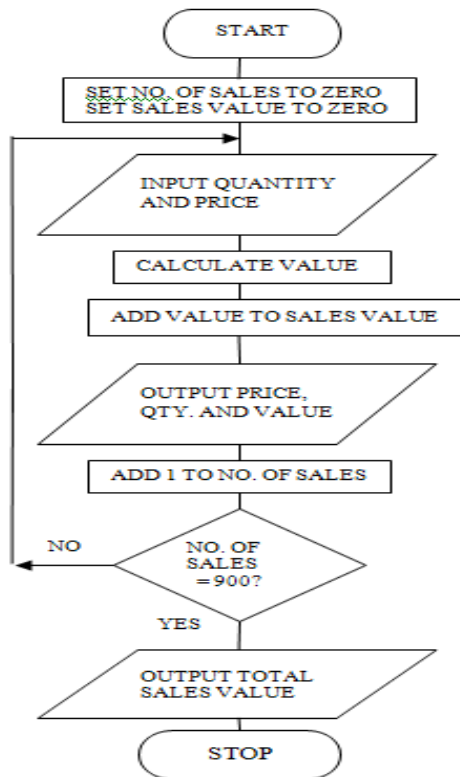 START
SET NO. OF SALES TO ZERO
SET SALES VALUE TO ZERO
INPUT QUANTITY
AND PRICE
CALCULATE VALUE
ADD VALUE TO SALES VALUE
OUTPUT PRICE,
QTY. AND VALUE
ADD 1 TO NO. OF SALES
NO
NO. OF
SALES
=900?
YES
OUTPUT TOTAL
SALES VALUE
STOP